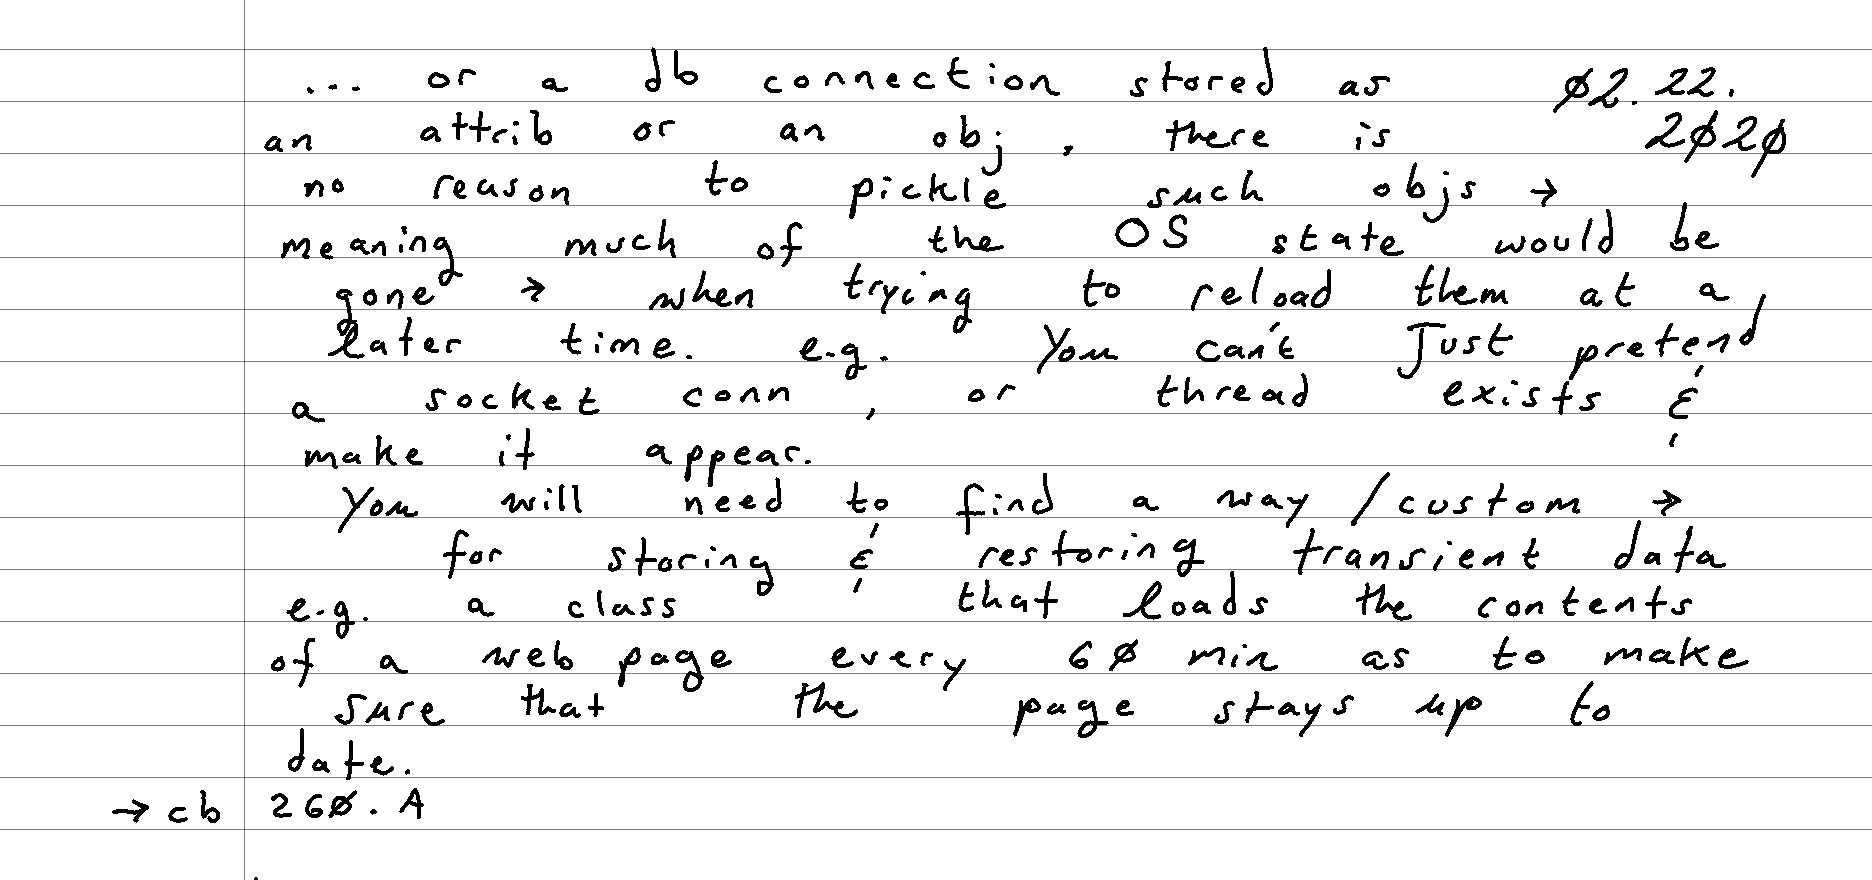 ... or a db connection stored as
ø2.22.
2ø2ø
an attrib or an obj, there is
no reason to pickle such objs →
meaning much of the OS state would be
gone → when trying to reload them at a
later time. e.g. You can't Just pretend
a socket conn, or thread exists &
make it appear.
You will need to find a way / custom →
for storing & restoring transient data
e.g. a class that loads the contents
of a web page every 6ø min as to make
sure that the page stays up to
date.
→ cb 26ø. A